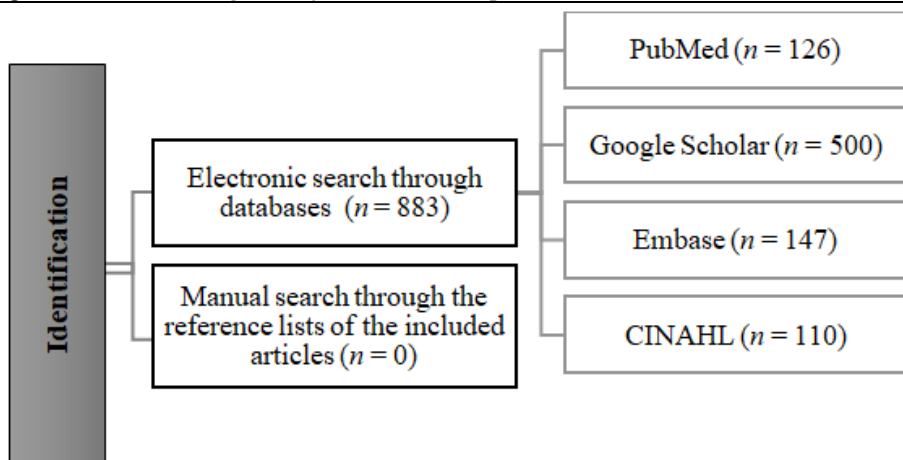 Identification
Electronic search through
databases (n = 883)
Manual search through the
reference lists of the included
articles (n = 0)
PubMed (n = 126)
Google Scholar (n = 500)
Embase (n = 147)
CINAHL (n = 110)